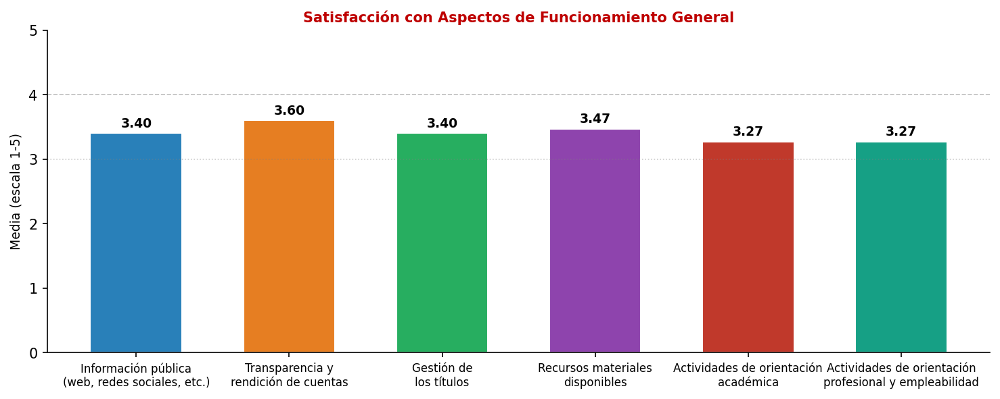 Satisfacción con Aspectos de Funcionamiento General
Media (escala 1-5)
5
4
3
2
1
0
3.40
3.60
3.40
3.47
3.27
3.27
Información pública
(web, redes sociales, etc.)
Transparencia y
rendición de cuentas
Gestión de
los títulos
Recursos materiales
disponibles
Actividades de orientación
académica
Actividades de orientación
profesional y empleabilidad